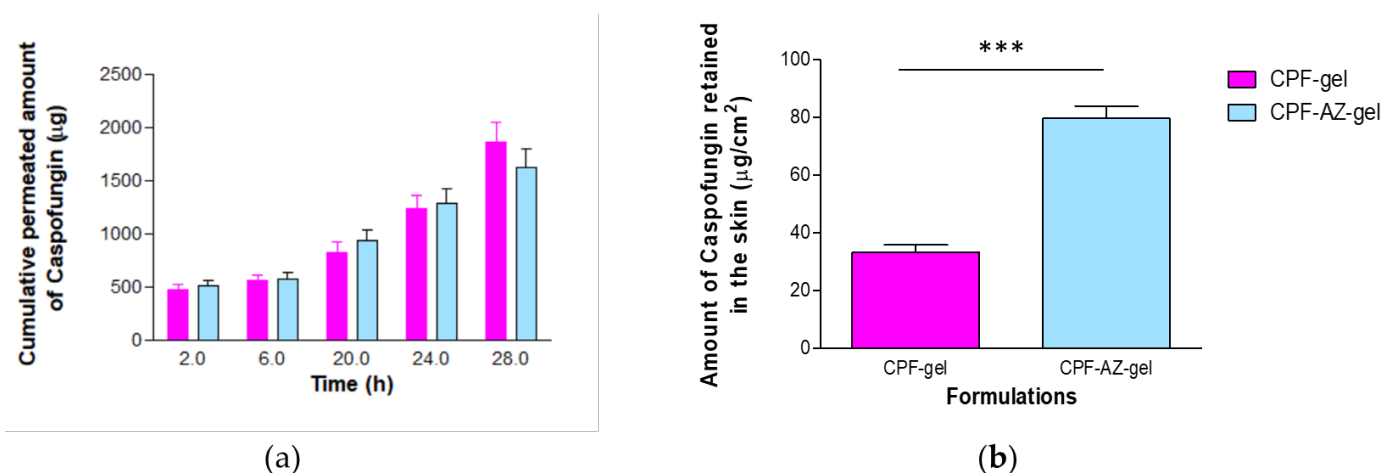 Cumulative permeated amount
of Caspofungin (μg)
2500
2000
1500
1000
500
0
2.0 6.0 20.0 24.0 28.0
Time (h)
(a)
Amount of Caspofungin retained
in the skin (μg/cm²)
100
80
60
40
20
0
***
CPF-gel CPF-AZ-gel
Formulations
CPF-gel
CPF-AZ-gel
(b)